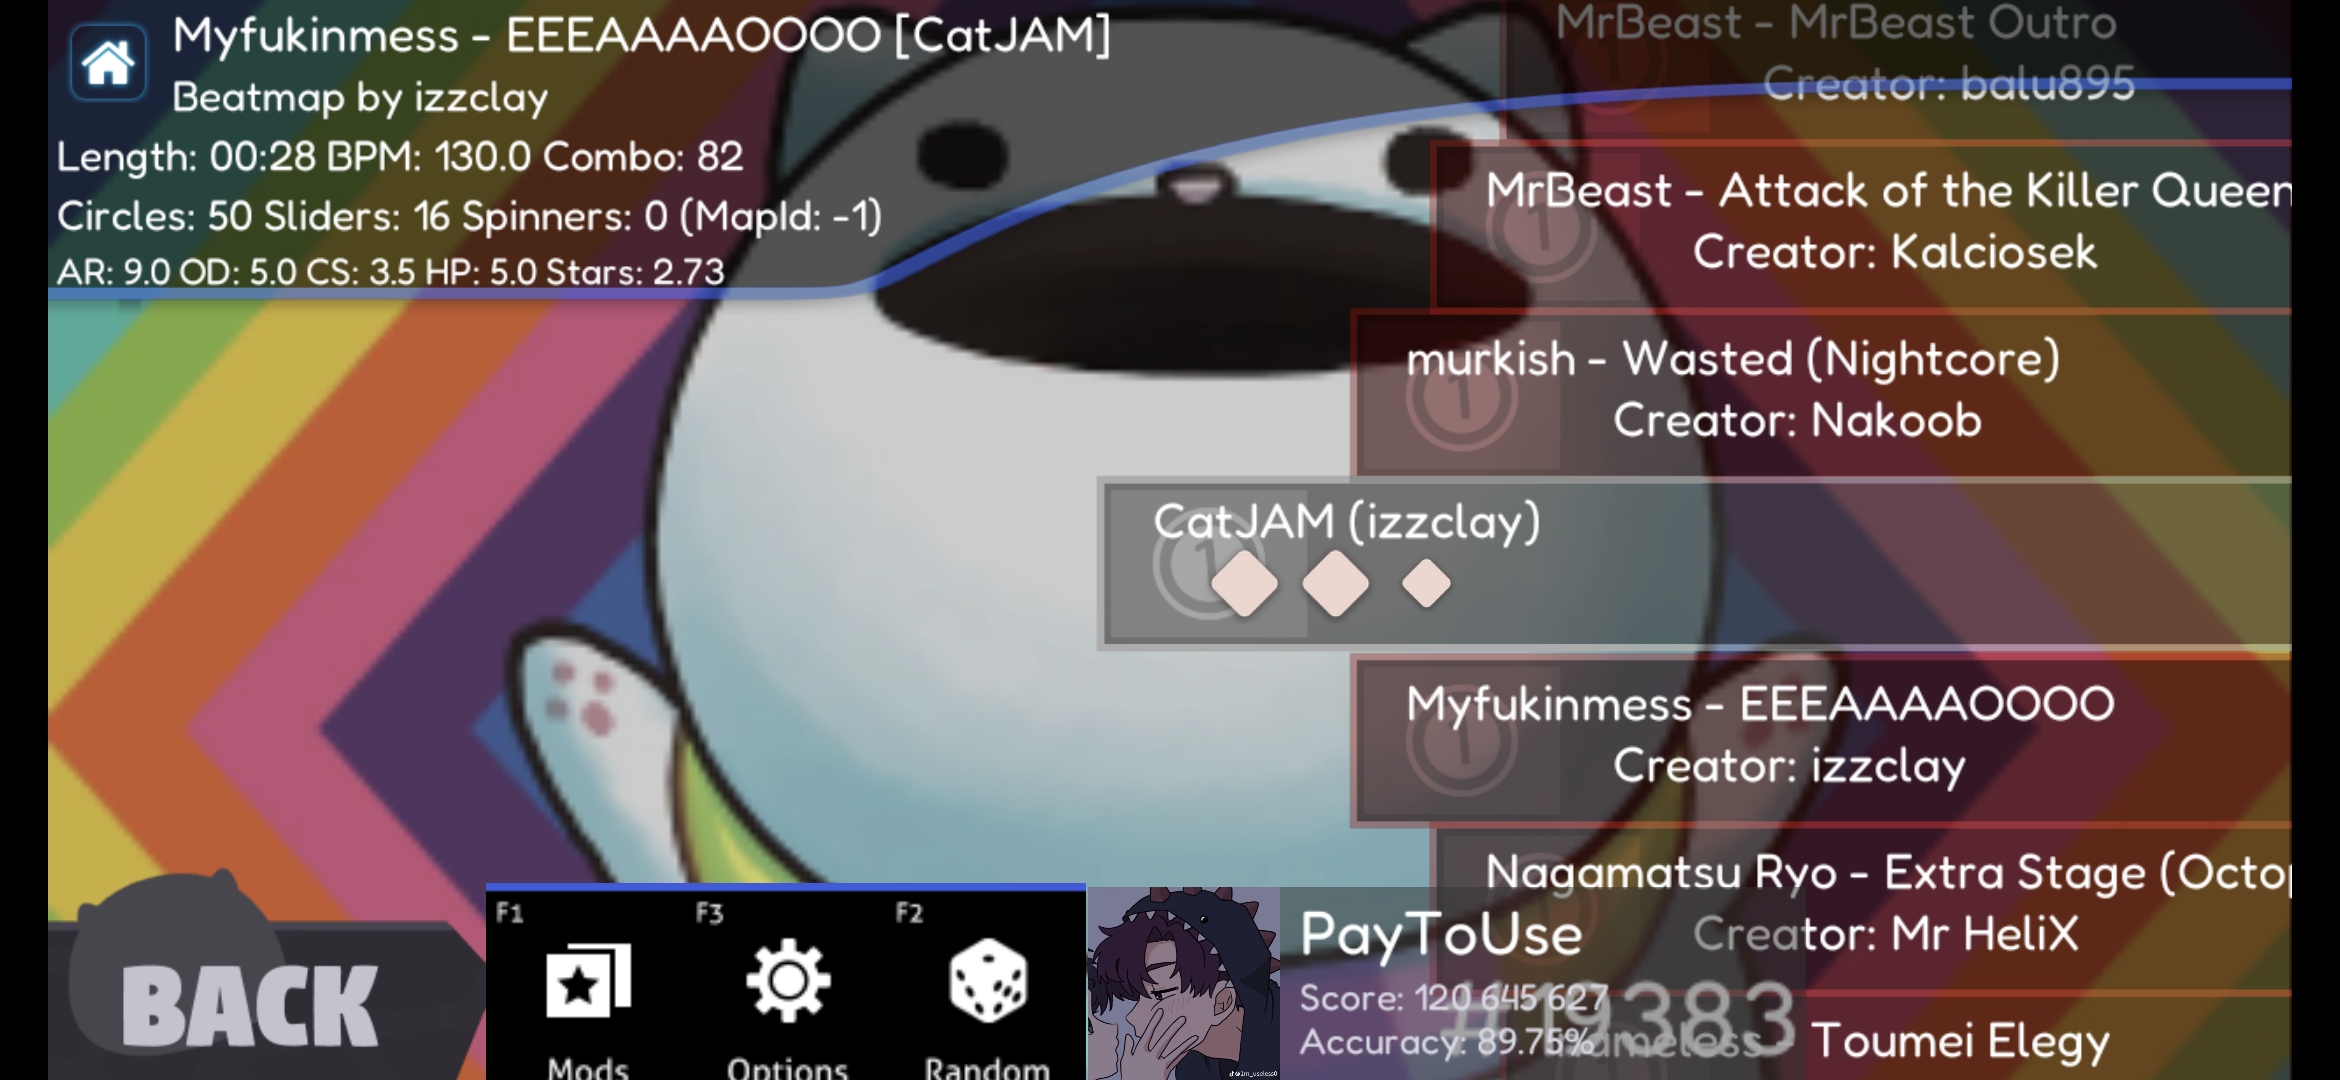 Myfukinmess - EEEAAAAOOOO [CatJAM]
Beatmap by izzclay
Length: 00:28 BPM: 130.0 Combo: 82
Circles: 50 Sliders: 16 Spinners: 0 (MapId: -1)
AR: 9.0 OD: 5.0 CS: 3.5 HP: 5.0 Stars: 2.73
MrBeast - MrBeast Outro
Creator: balu895
MrBeast - Attack of the Killer Queen
Creator: Kalciosek
murkish - Wasted (Nightcore)
Creator: Nakoob
CatJAM (izzclay)
Myfukinmess - EEEAAAAOOOO
Creator: izzclay
Nagamatsu Ryo - Extra Stage (Octo
Creator: Mr HeliX
nameless Toumei Elegy
BACK
F1
Mods
F3
Options
F2
Random
PayToUse
Score: 120 645 627
Accuracy: 89.75%
#19383